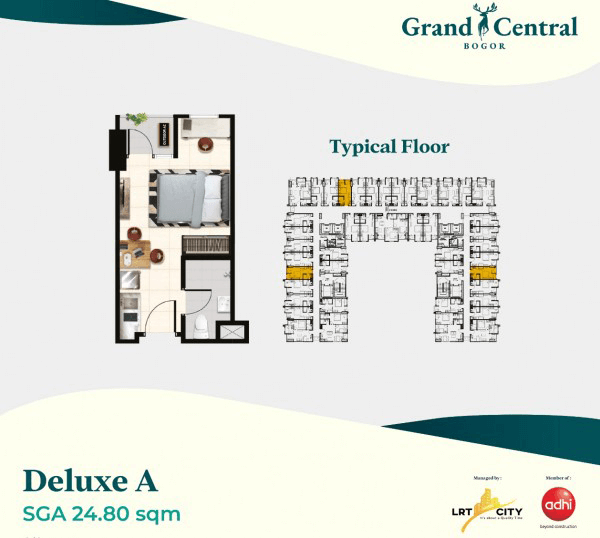 Grand Central
BOGOR
Typical Floor
Deluxe A
SGA 24.80 sqm
Managed by :
LRT CITY
It's about a Quality Time
Member of :
adhi
beyond construction